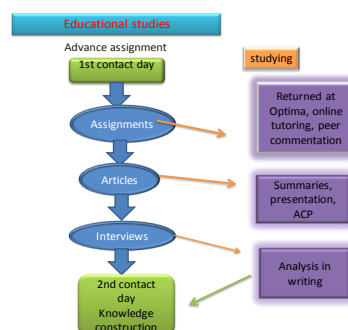 Educational studies
Advance assignment
1st contact day
studying
Assignments
Returned at
Optima, online
tutoring, peer
commentation
Articles
Summaries,
presentation,
ACP
Interviews
Analysis in
writing
2nd contact
day
Knowledge
construction